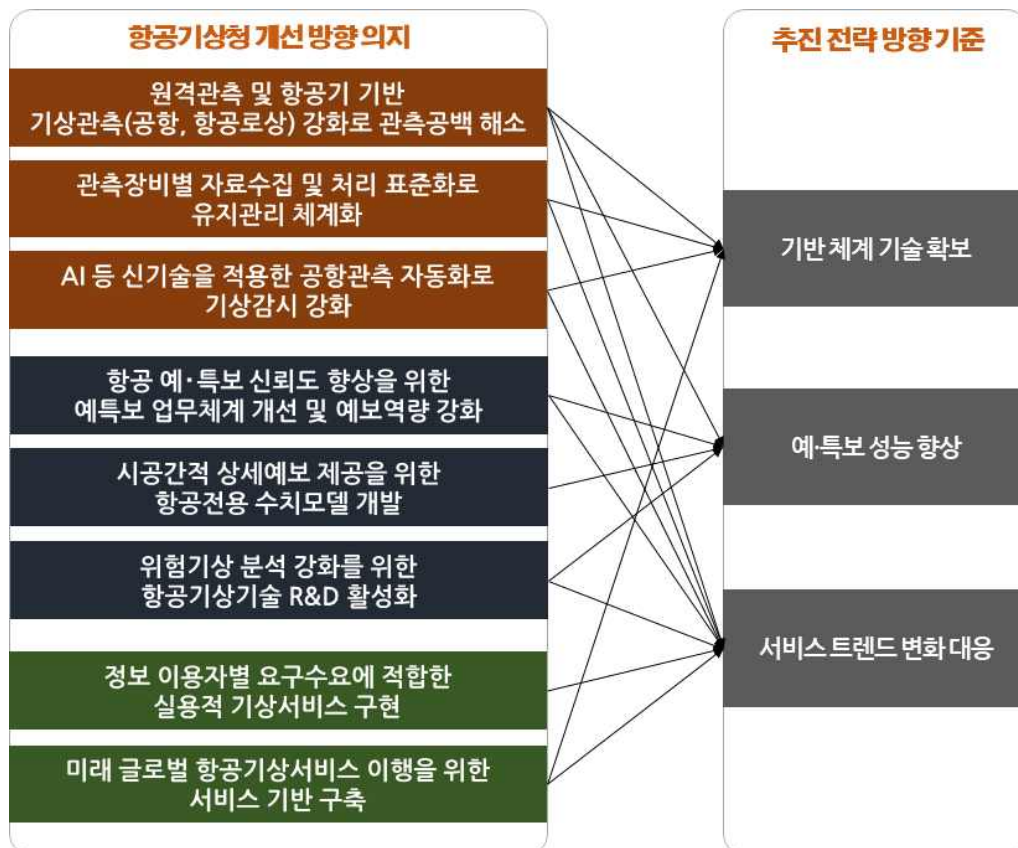 항공기상청 개선 방향 의지
원격관측 및 항공기 기반
기상관측(공항, 항공로상) 강화로 관측공백 해소
관측장비별 자료수집 및 처리 표준화로
유지관리 체계화
AI 등 신기술을 적용한 공항관측 자동화로
기상감시 강화
항공 예·특보 신뢰도 향상을 위한
예특보 업무체계 개선 및 예보역량 강화
시공간적 상세예보 제공을 위한
항공전용 수치모델 개발
위험기상 분석 강화를 위한
항공기상기술 R&D 활성화
정보 이용자별 요구수요에 적합한
실용적 기상서비스 구현
미래 글로벌 항공기상서비스 이행을 위한
서비스 기반 구축
추진 전략 방향 기준
기반 체계 기술 확보
예·특보 성능 향상
서비스 트렌드 변화 대응